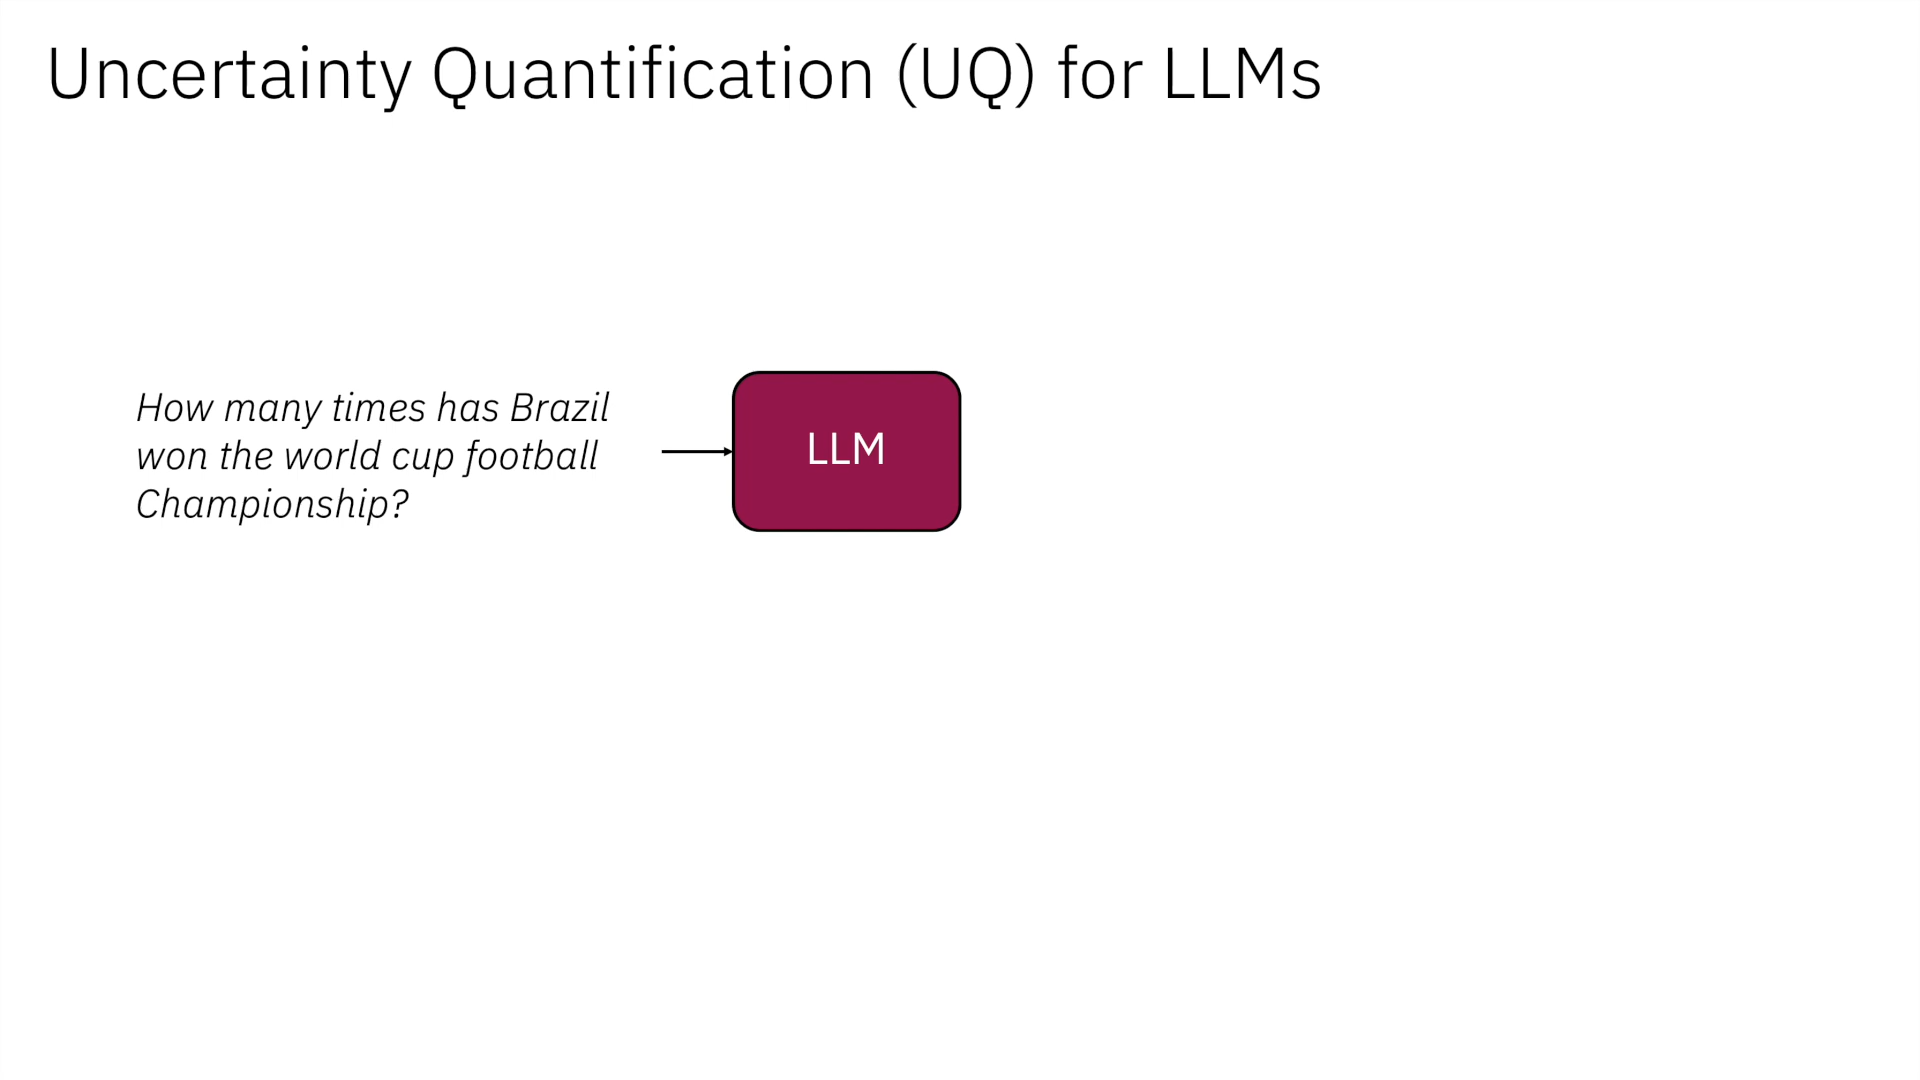 Uncertainty Quantification (UQ) for LLMs
How many times has Brazil
won the world cup football
Championship?
LLM